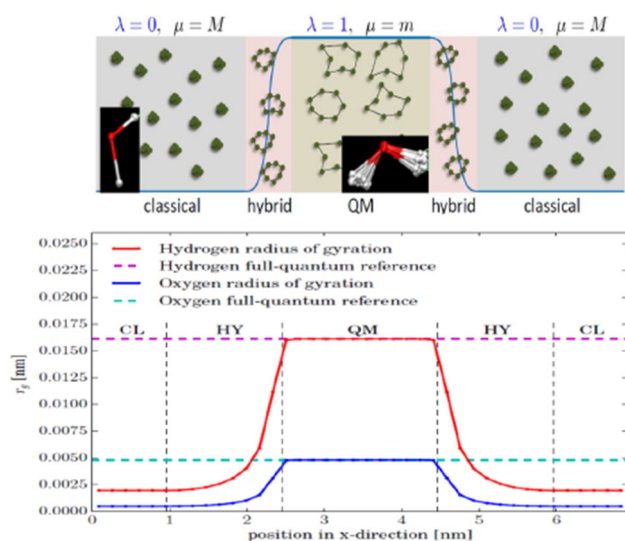 λ=0, μ=M λ=1, μ=m λ=0, μ=M
classical hybrid QM hybrid classical
0.0250
0.0225
0.0200
0.0175
0.0150
0.0125
0.0100
0.0075
0.0050
0.0025
0.0000
r_g [nm]
Hydrogen radius of gyration
Hydrogen full-quantum reference
Oxygen radius of gyration
Oxygen full-quantum reference
CL HY QM HY CL
0 1 2 3 4 5 6
position in x-direction [nm]